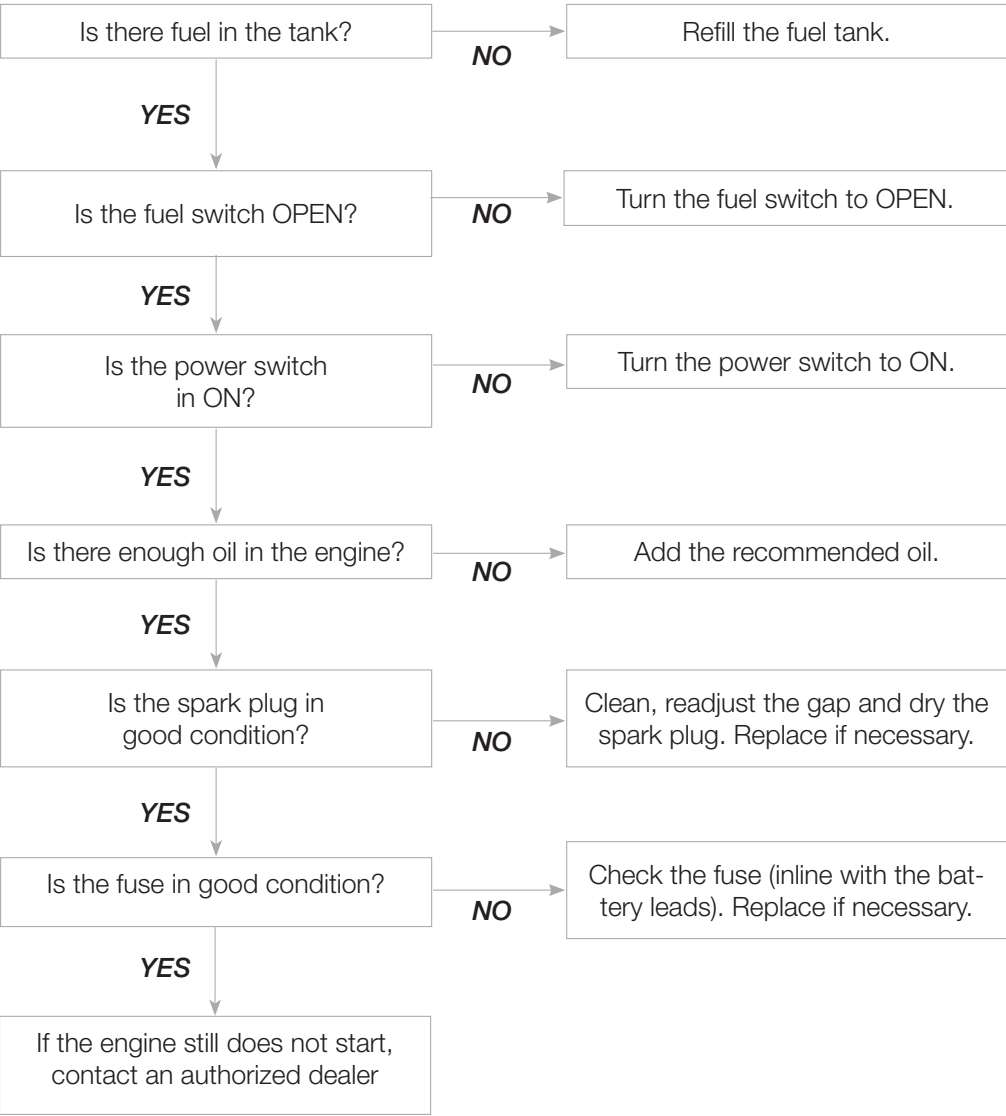 Is there fuel in the tank?
NO
Refill the fuel tank.
YES
Is the fuel switch OPEN?
NO
Turn the fuel switch to OPEN.
YES
Is the power switch
in ON?
NO
Turn the power switch to ON.
YES
Is there enough oil in the engine?
NO
Add the recommended oil.
YES
Is the spark plug in
good condition?
NO
Clean, readjust the gap and dry the
spark plug. Replace if necessary.
YES
Is the fuse in good condition?
NO
Check the fuse (inline with the bat-
tery leads). Replace if necessary.
YES
If the engine still does not start,
contact an authorized dealer